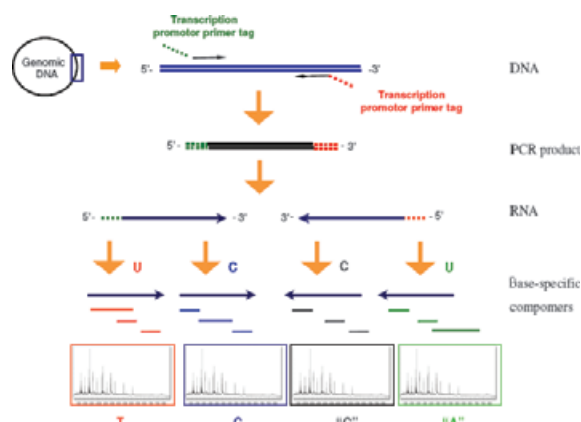 Transcription
promotor primer tag
Genomic
DNA
5'-
-3'
DNA
Transcription
promotor primer tag
5'-
- 3'
PCR product
5'-
-3'
3'-
-5'
RNA
U
C
C
U
Base-specific
compomers